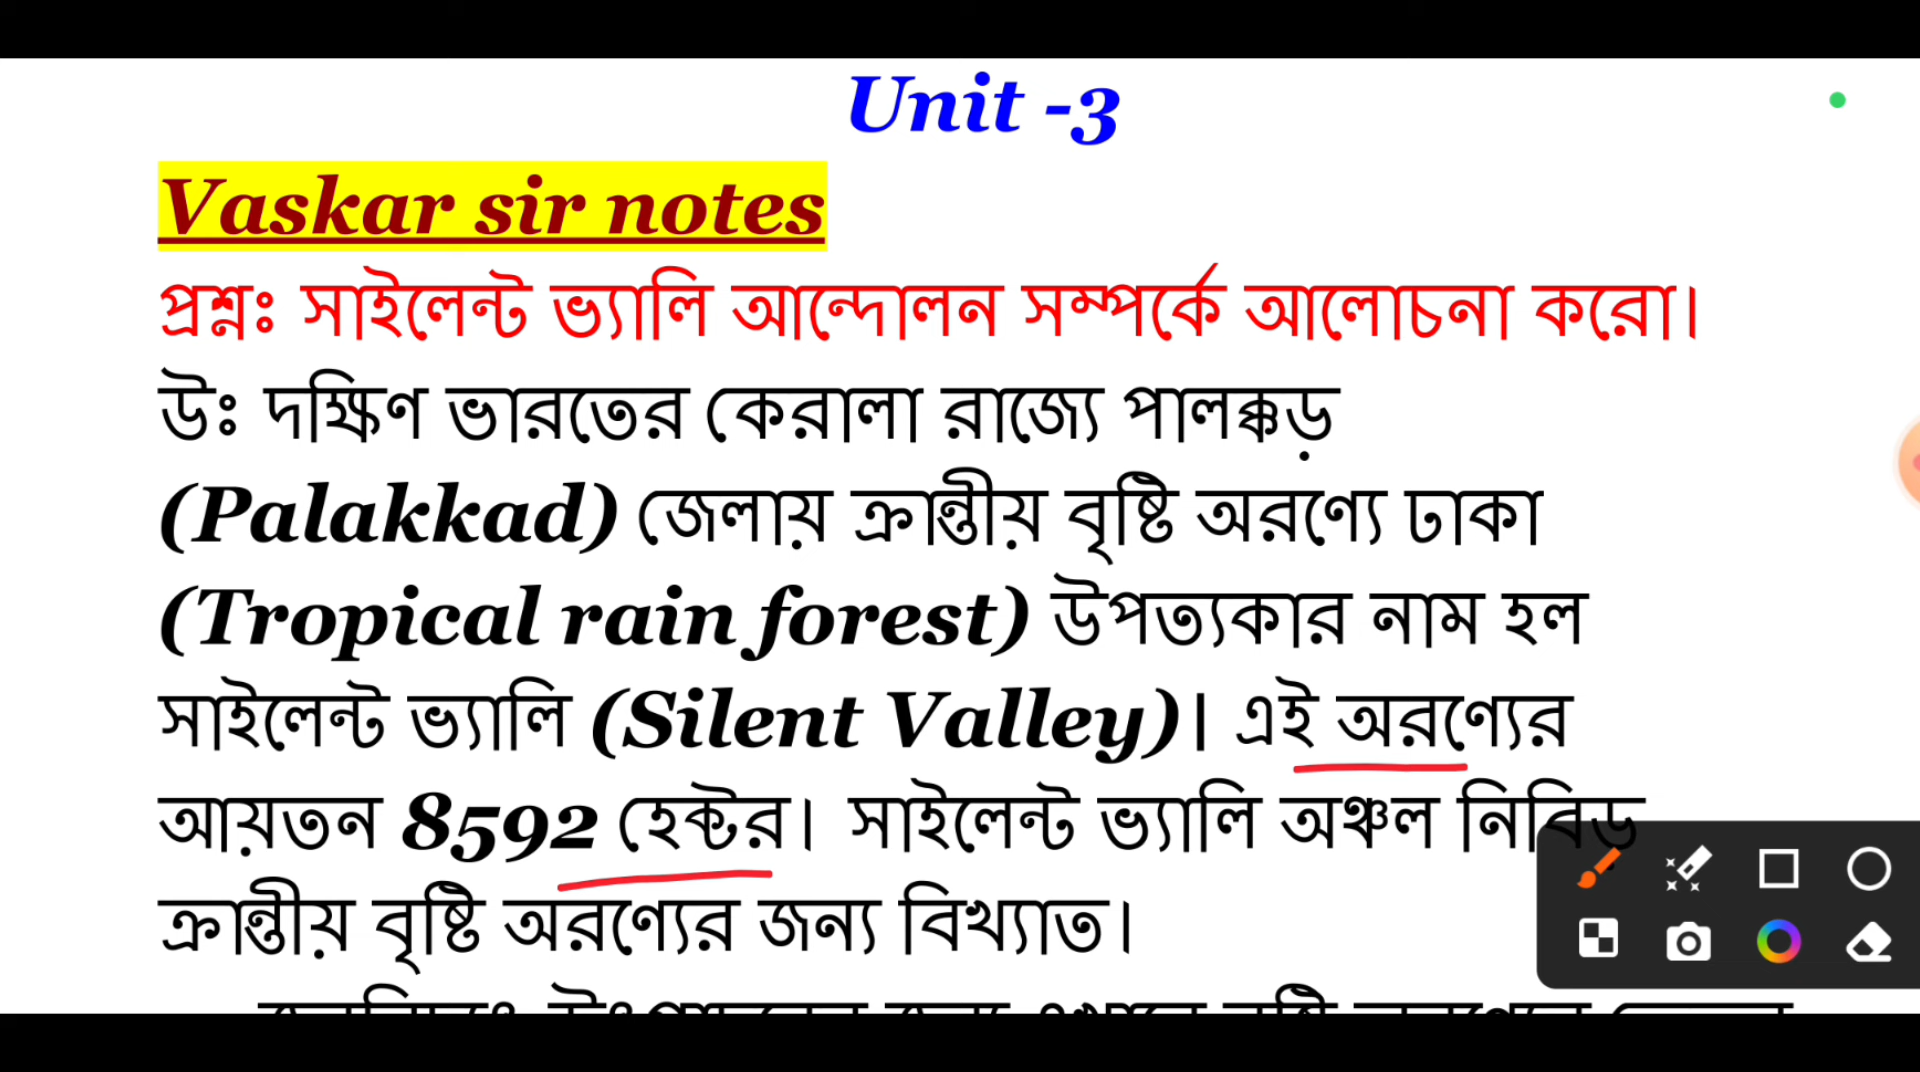 Unit -3
Vaskar sir notes
প্রশ্নঃ সাইলেন্ট ভ্যালি আন্দোলন সম্পর্কে আলোচনা করো।
উঃ দক্ষিণ ভারতের কেরালা রাজ্যে পালক্কড়
(Palakkad) জেলায় ক্রান্তীয় বৃষ্টি অরণ্যে ঢাকা
(Tropical rain forest) উপত্যকার নাম হল
সাইলেন্ট ভ্যালি (Silent Valley)। এই অরণ্যের
আয়তন 8592 হেক্টর। সাইলেন্ট ভ্যালি অঞ্চল নিবিড়
ক্রান্তীয় বৃষ্টি অরণ্যের জন্য বিখ্যাত।